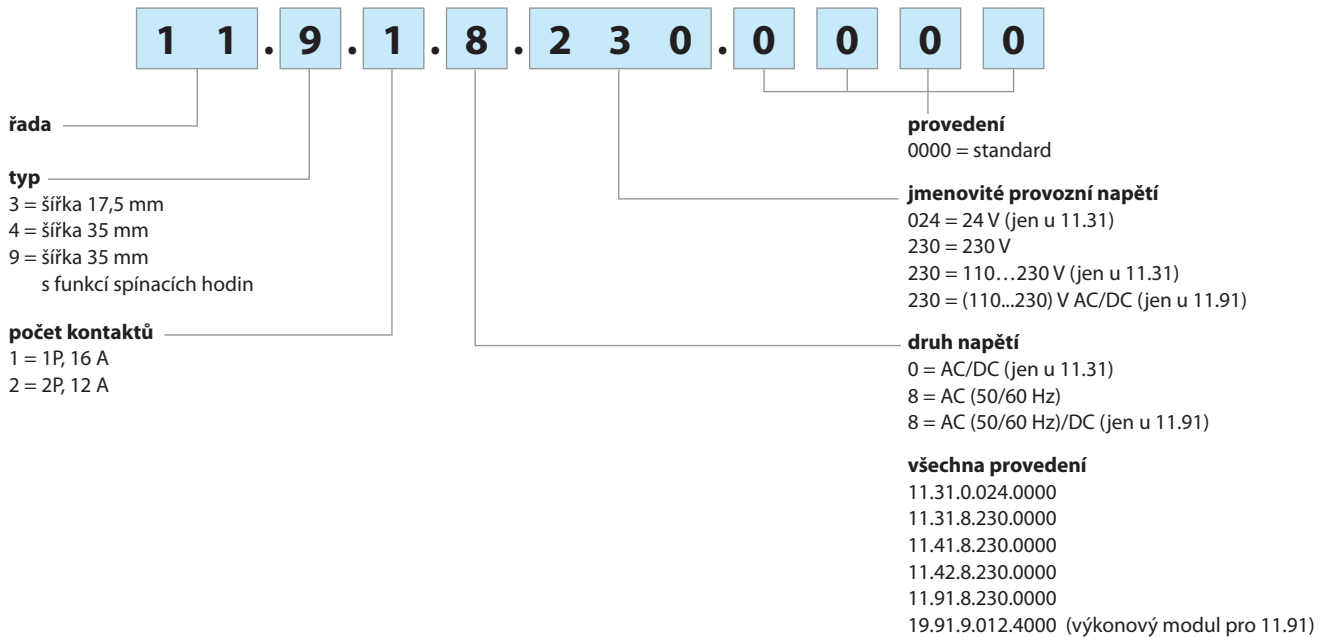 1 1 . 9 . 1 . 8 . 2 3 0 . 0 0 0 0
řada
typ
3 = šířka 17,5 mm
4 = šířka 35 mm
9 = šířka 35 mm
s funkcí spínacích hodin
počet kontaktů
1 = 1P, 16 A
2 = 2P, 12 A
provedení
0000 = standard
jmenovité provozní napětí
024 = 24 V (jen u 11.31)
230 = 230 V
230 = 110…230 V (jen u 11.31)
230 = (110...230) V AC/DC (jen u 11.91)
druh napětí
0 = AC/DC (jen u 11.31)
8 = AC (50/60 Hz)
8 = AC (50/60 Hz)/DC (jen u 11.91)
všechna provedení
11.31.0.024.0000
11.31.8.230.0000
11.41.8.230.0000
11.42.8.230.0000
11.91.8.230.0000
19.91.9.012.4000 (výkonový modul pro 11.91)